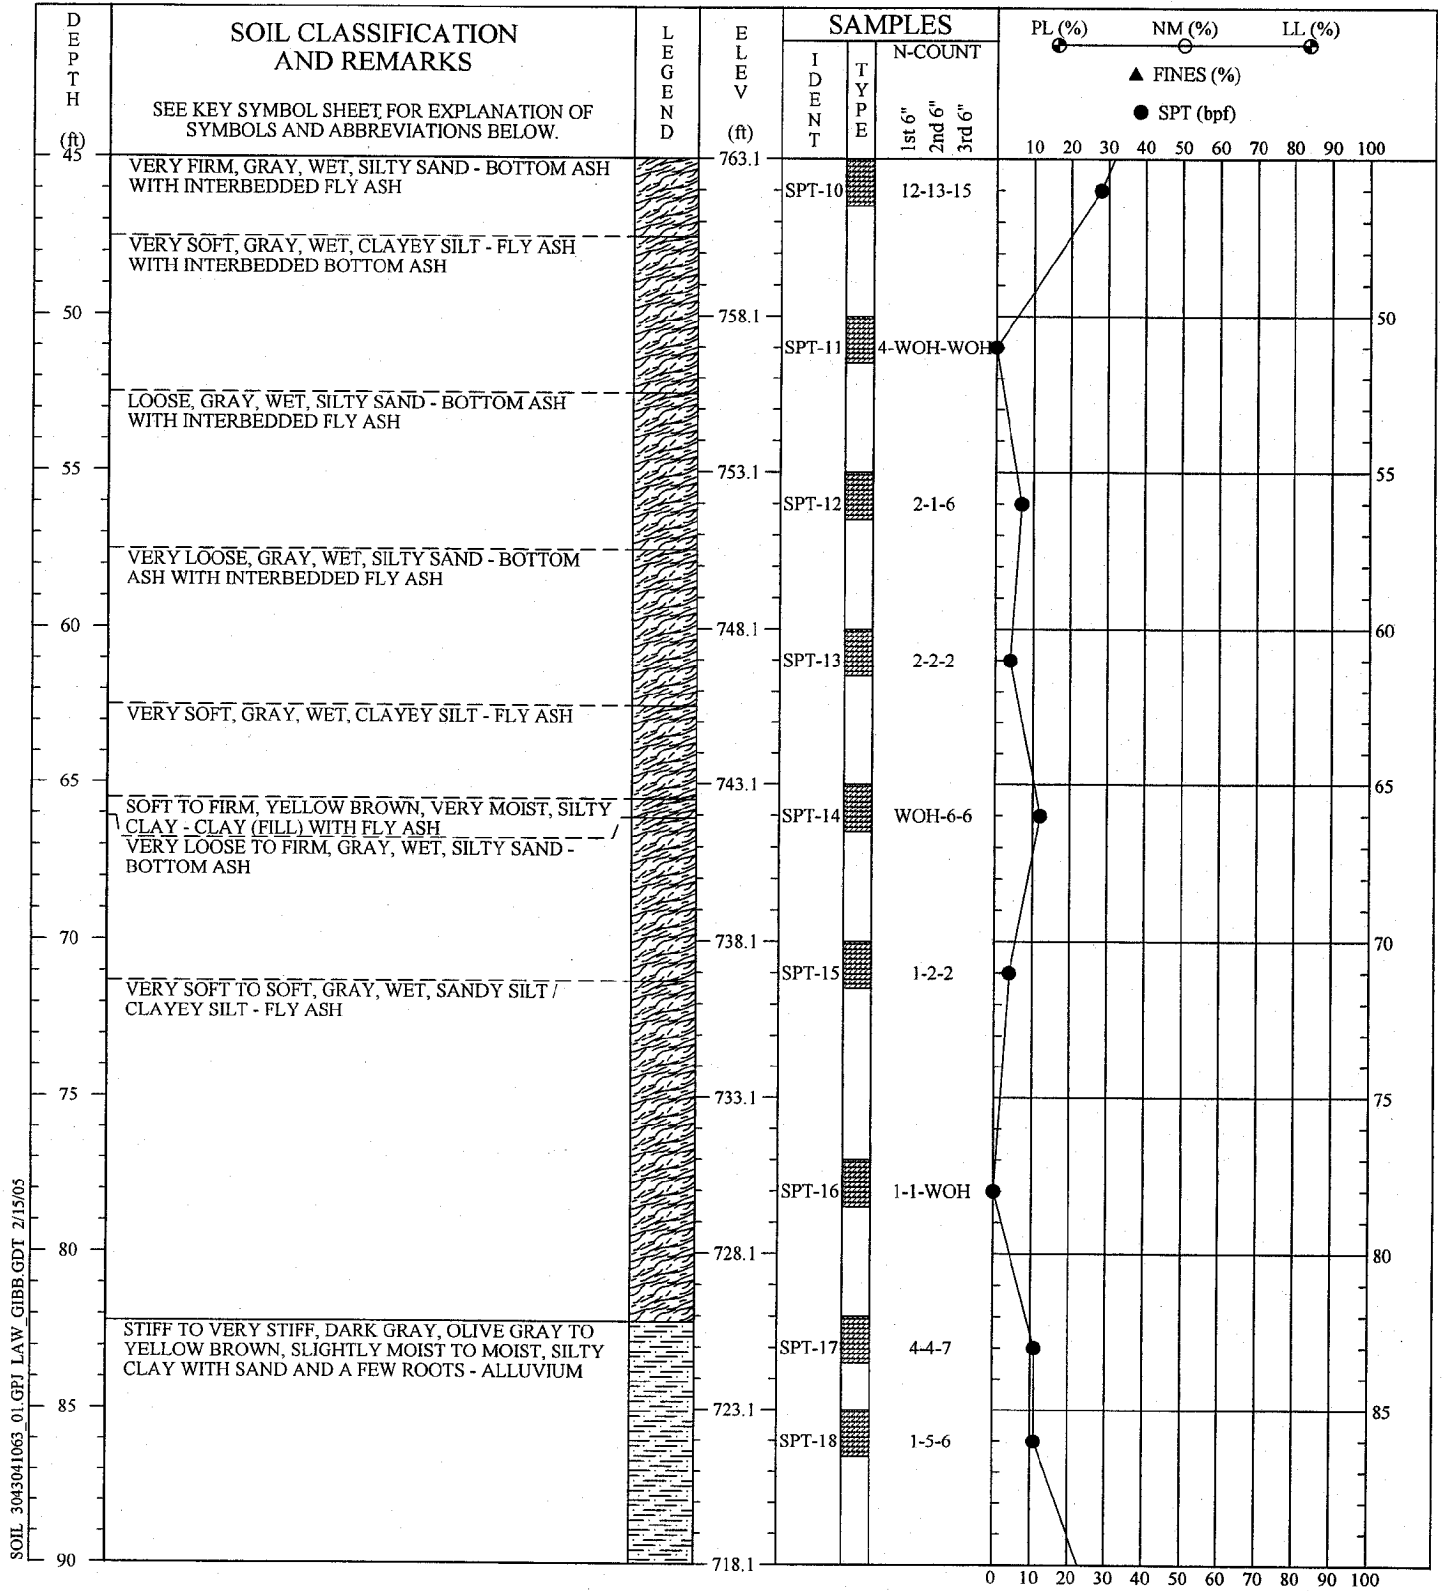 DEPTH (ft)
SOIL CLASSIFICATION
AND REMARKS
SEE KEY SYMBOL SHEET FOR EXPLANATION OF
SYMBOLS AND ABBREVIATIONS BELOW.
LEGEND
ELEV (ft)
SAMPLES
IDENT
TYPE
N-COUNT
1st 6"
2nd 6"
3rd 6"
PL (%) NM (%) LL (%)
▲ FINES (%)
● SPT (bpf)
10 20 30 40 50 60 70 80 90 100
45
VERY FIRM, GRAY, WET, SILTY SAND - BOTTOM ASH
WITH INTERBEDDED FLY ASH
763.1
SPT-10 12-13-15
VERY SOFT, GRAY, WET, CLAYEY SILT - FLY ASH
WITH INTERBEDDED BOTTOM ASH
50 758.1 50
SPT-11 4-WOH-WOH
LOOSE, GRAY, WET, SILTY SAND - BOTTOM ASH
WITH INTERBEDDED FLY ASH
55 753.1 55
SPT-12 2-1-6
VERY LOOSE, GRAY, WET, SILTY SAND - BOTTOM
ASH WITH INTERBEDDED FLY ASH
60 748.1 60
SPT-13 2-2-2
VERY SOFT, GRAY, WET, CLAYEY SILT - FLY ASH
65 743.1 65
SOFT TO FIRM, YELLOW BROWN, VERY MOIST, SILTY
CLAY - CLAY (FILL) WITH FLY ASH
SPT-14 WOH-6-6
VERY LOOSE TO FIRM, GRAY, WET, SILTY SAND -
BOTTOM ASH
70 738.1 70
SPT-15 1-2-2
VERY SOFT TO SOFT, GRAY, WET, SANDY SILT /
CLAYEY SILT - FLY ASH
75 733.1 75
SPT-16 1-1-WOH
80 728.1 80
STIFF TO VERY STIFF, DARK GRAY, OLIVE GRAY TO
YELLOW BROWN, SLIGHTLY MOIST TO MOIST, SILTY
CLAY WITH SAND AND A FEW ROOTS - ALLUVIUM
SPT-17 4-4-7
85 723.1 85
SPT-18 1-5-6
90 718.1
0 10 20 30 40 50 60 70 80 90 100
SOIL 3043041063_01.GPJ LAW_GIBB.GDT 2/15/05